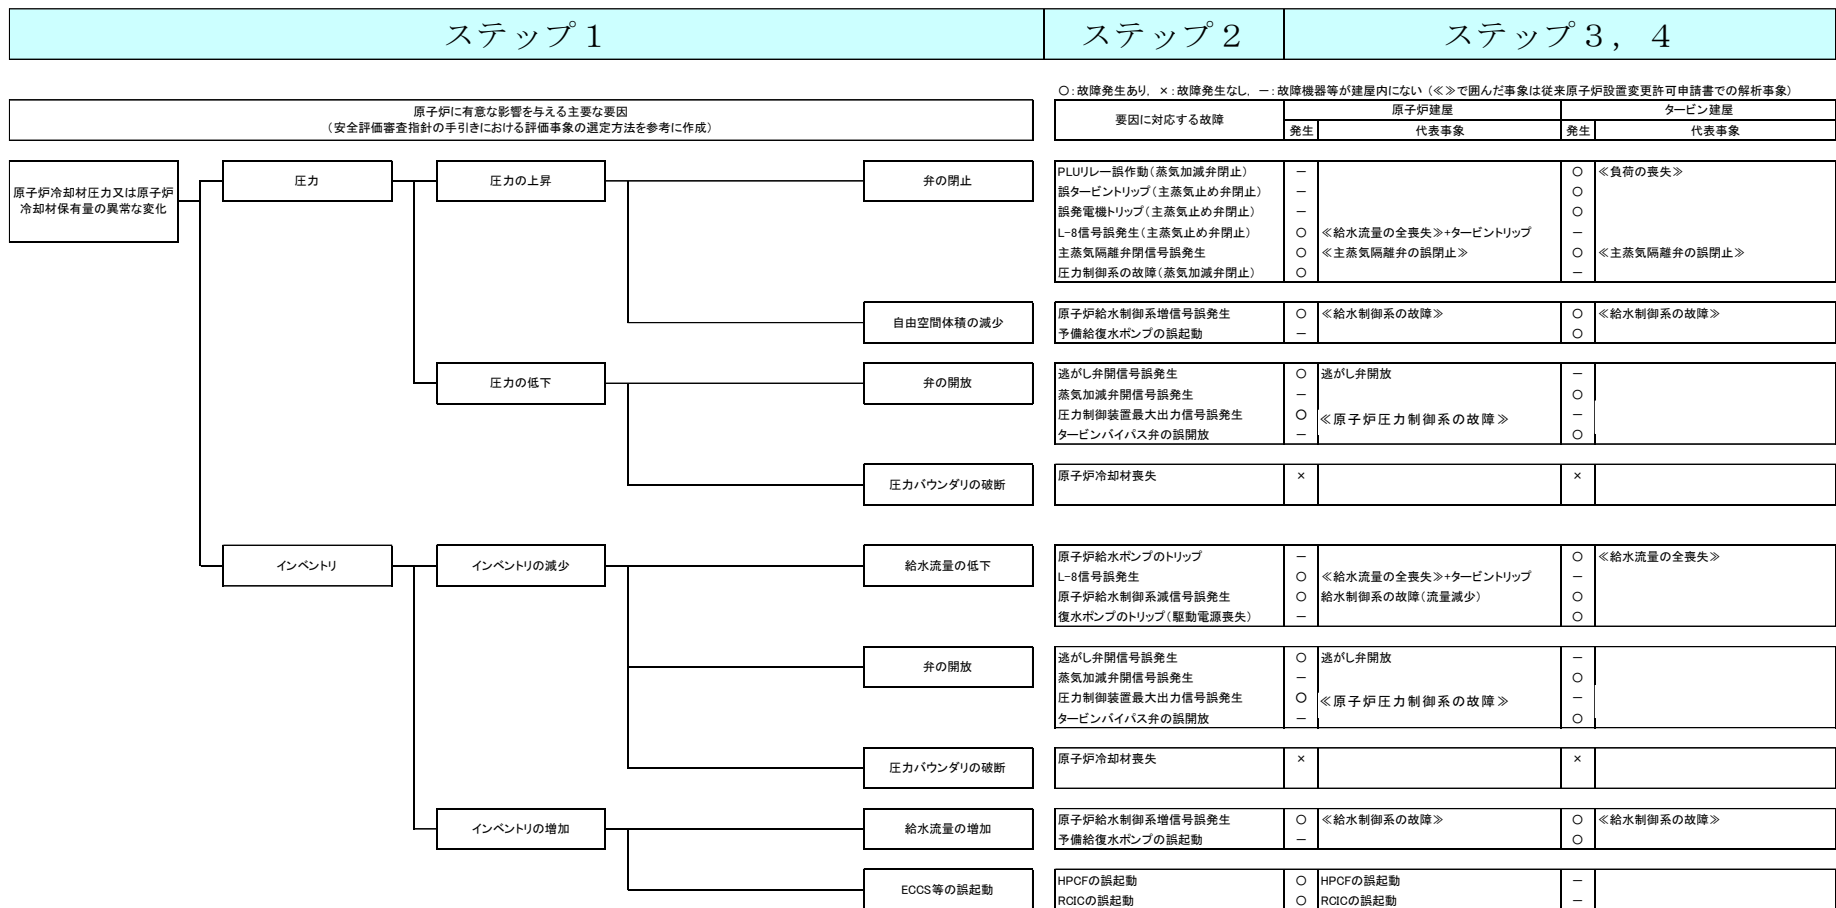 ステップ1
ステップ2
ステップ3，4
○：故障発生あり，×：故障発生なし，－：故障機器等が建屋内にない（≪≫で囲んだ事象は従来原子炉設置変更許可申請書での解析事象）
原子炉に有意な影響を与える主な要因
（安全評価審査指針の手引きにおける評価事象の選定方法を参考に作成）
要因に対応する故障
原子炉建屋
タービン建屋
発生
代表事象
発生
代表事象
原子炉冷却材圧力又は原子炉
冷却材保有量の異常な変化
圧力
圧力の上昇
弁の閉止
PLUリレー誤作動（蒸気加減弁閉止） － ○ ≪負荷の喪失≫
誤タービントリップ（主蒸気止め弁閉止） － ○
誤発電機トリップ（主蒸気止め弁閉止） － ○
L-8信号誤発生（主蒸気止め弁閉止） ○ ≪給水流量の全喪失≫+タービントリップ －
主蒸気隔離弁閉信号誤発生 ○ ≪主蒸気隔離弁の誤閉止≫ ○ ≪主蒸気隔離弁の誤閉止≫
圧力制御系の故障（蒸気加減弁閉止） ○ －
自由空間体積の減少
原子炉給水制御系増信号誤発生 ○ ≪給水制御系の故障≫ ○ ≪給水制御系の故障≫
予備給復水ポンプの誤起動 － ○
圧力の低下
弁の開放
逃がし弁開信号誤発生 ○ 逃がし弁開放 －
蒸気加減弁開信号誤発生 － ○
圧力制御装置最大出力信号誤発生 ○ ≪原子炉圧力制御系の故障≫ －
タービンバイパス弁の誤開放 － ○
圧力バウンダリの破断
原子炉冷却材喪失 × ×
インベントリ
インベントリの減少
給水流量の低下
原子炉給水ポンプのトリップ － ○ ≪給水流量の全喪失≫
L-8信号誤発生 ○ ≪給水流量の全喪失≫+タービントリップ －
原子炉給水制御系減信号誤発生 ○ 給水制御系の故障（流量減少） ○
復水ポンプのトリップ（駆動電源喪失） － ○
弁の開放
逃がし弁開信号誤発生 ○ 逃がし弁開放 －
蒸気加減弁開信号誤発生 － ○
圧力制御装置最大出力信号誤発生 ○ ≪原子炉圧力制御系の故障≫ －
タービンバイパス弁の誤開放 － ○
圧力バウンダリの破断
原子炉冷却材喪失 × ×
インベントリの増加
給水流量の増加
原子炉給水制御系増信号誤発生 ○ ≪給水制御系の故障≫ ○ ≪給水制御系の故障≫
予備給復水ポンプの誤起動 － ○
ECCS等の誤起動
HPCFの誤起動 ○ HPCFの誤起動 －
RCICの誤起動 ○ RCICの誤起動 －